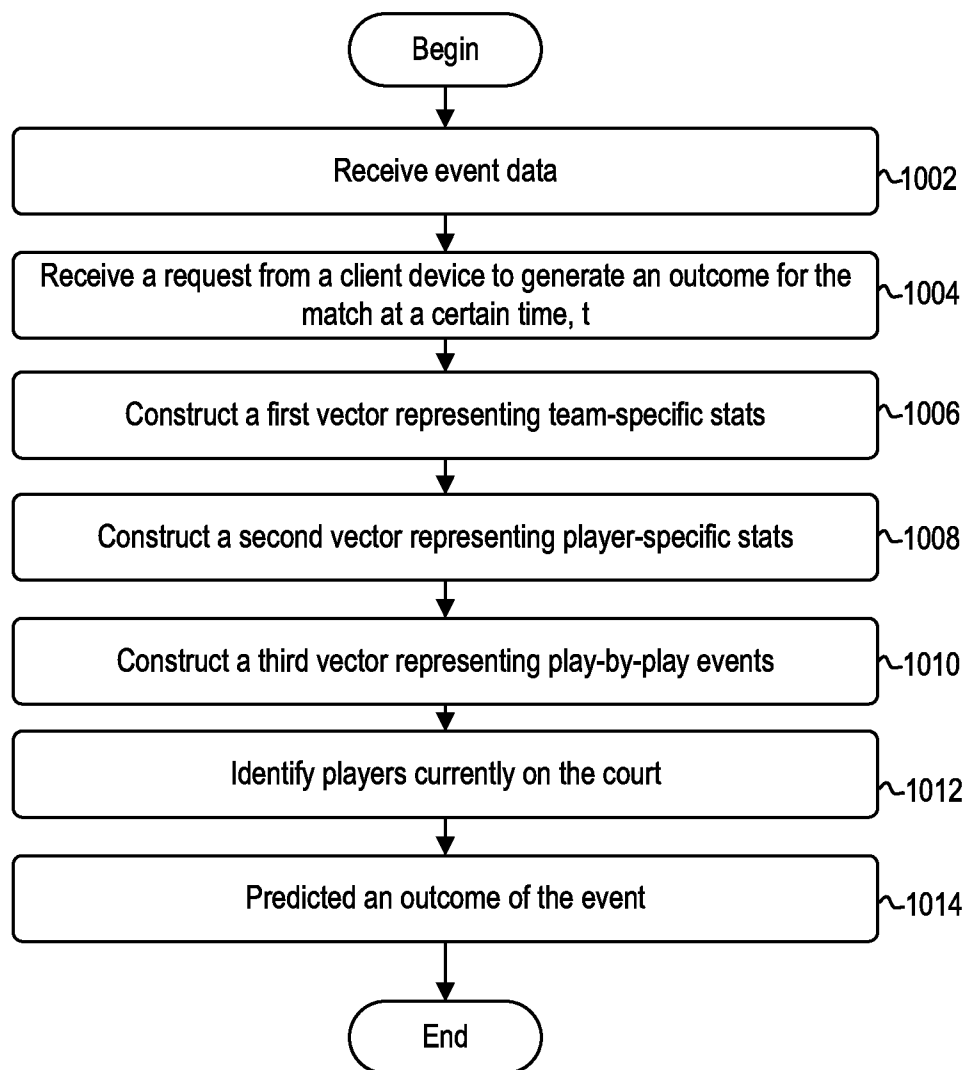 Begin
Receive event data
1002
Receive a request from a client device to generate an outcome for the
match at a certain time, t
1004
Construct a first vector representing team-specific stats
1006
Construct a second vector representing player-specific stats
1008
Construct a third vector representing play-by-play events
1010
Identify players currently on the court
1012
Predicted an outcome of the event
1014
End